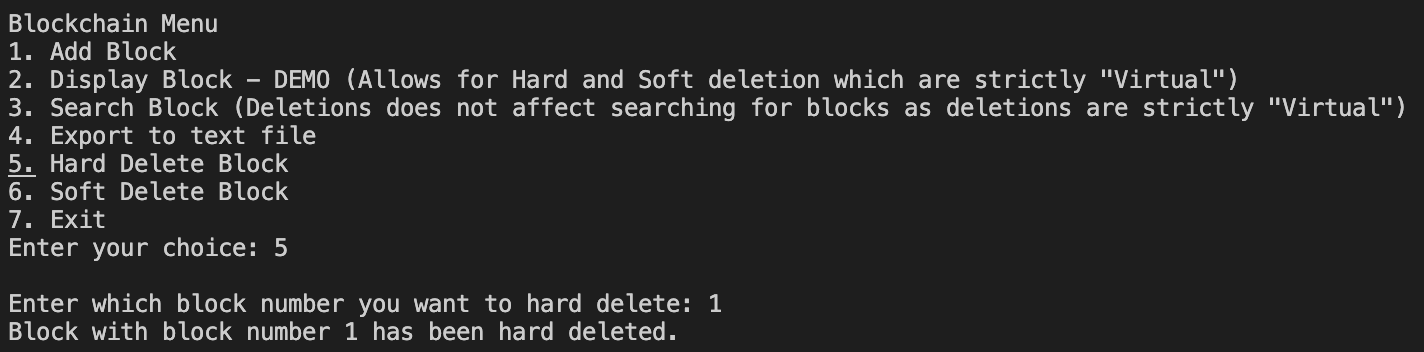 Blockchain Menu
1. Add Block
2. Display Block – DEMO (Allows for Hard and Soft deletion which are strictly "Virtual")
3. Search Block (Deletions does not affect searching for blocks as deletions are strictly "Virtual")
4. Export to text file
5. Hard Delete Block
6. Soft Delete Block
7. Exit
Enter your choice: 5
Enter which block number you want to hard delete: 1
Block with block number 1 has been hard deleted.